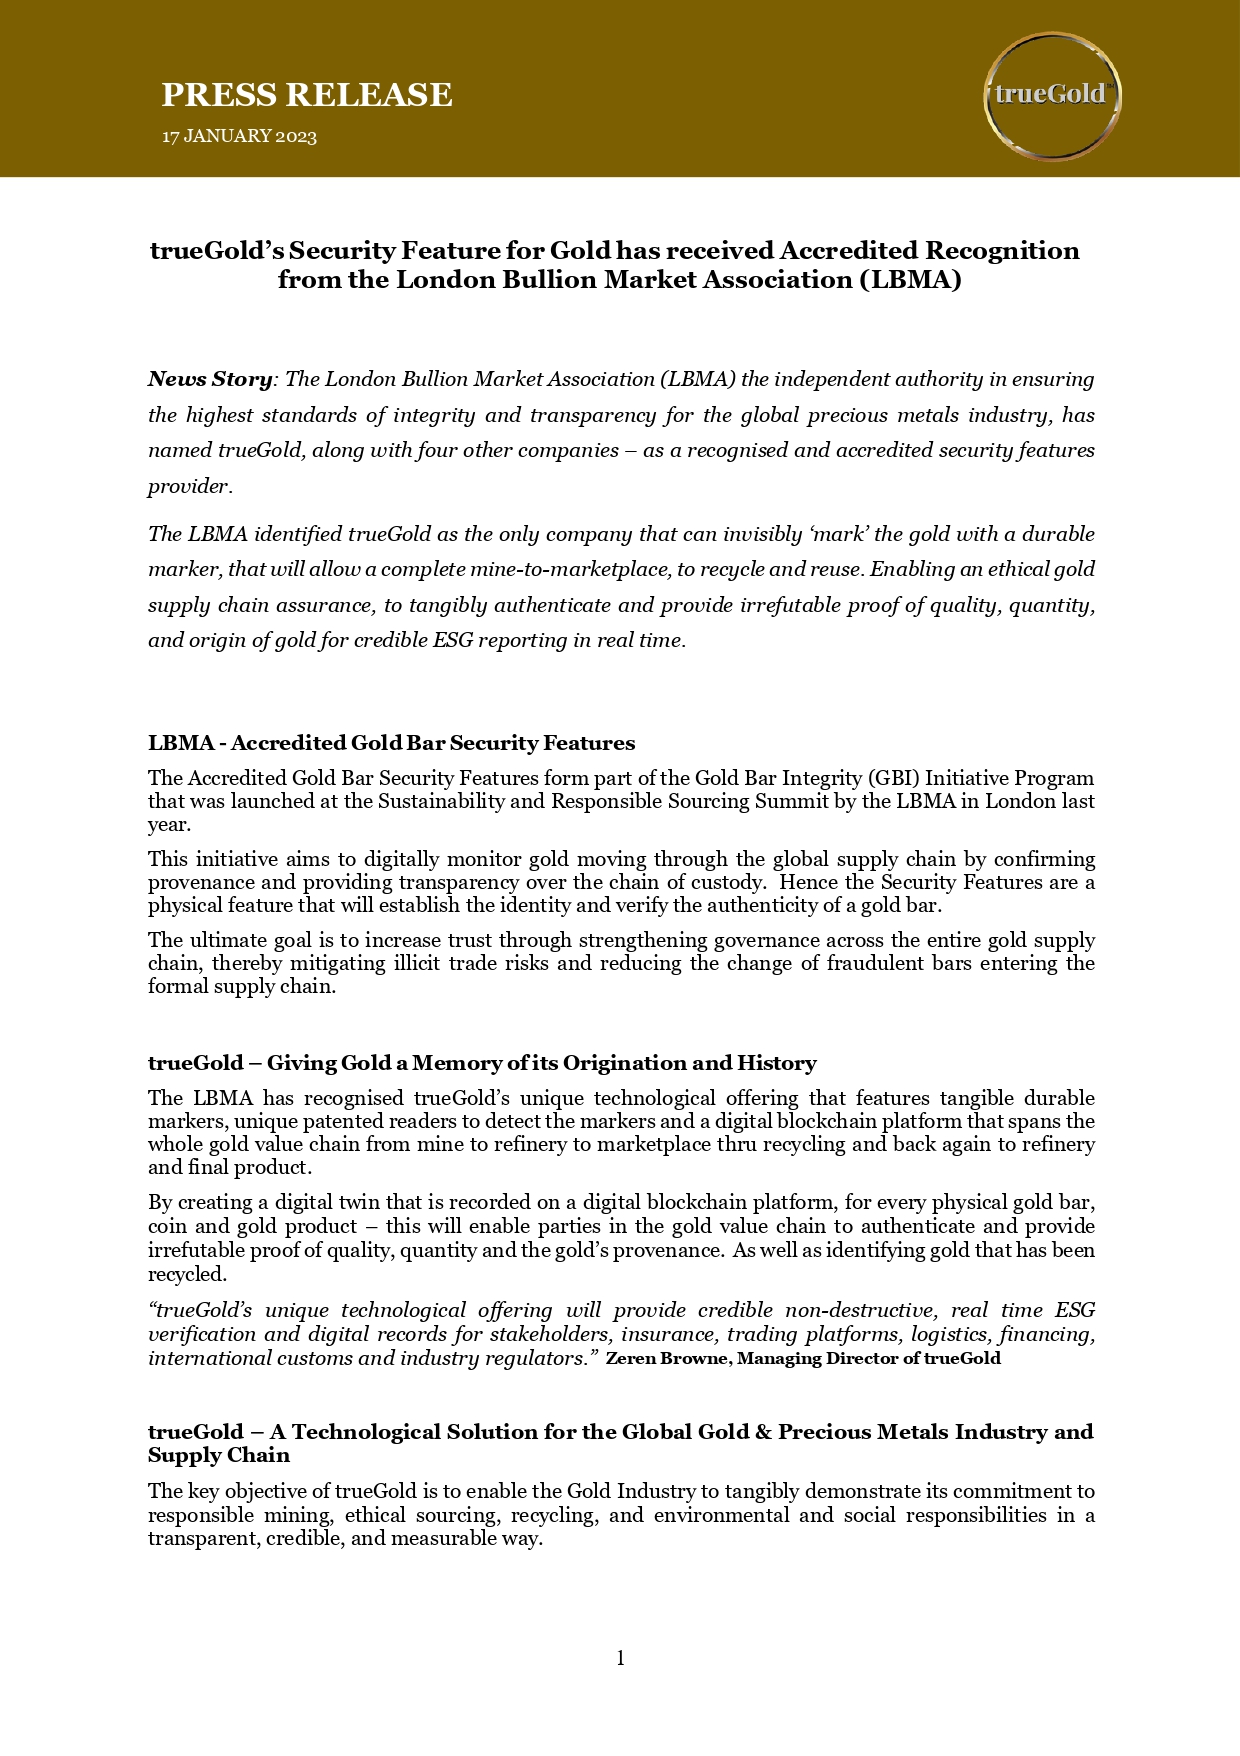 PRESS RELEASE
17 JANUARY 2023
trueGold™
trueGold’s Security Feature for Gold has received Accredited Recognition
from the London Bullion Market Association (LBMA)
News Story: The London Bullion Market Association (LBMA) the independent authority in ensuring
the highest standards of integrity and transparency for the global precious metals industry, has
named trueGold, along with four other companies – as a recognised and accredited security features
provider.
The LBMA identified trueGold as the only company that can invisibly ‘mark’ the gold with a durable
marker, that will allow a complete mine-to-marketplace, to recycle and reuse. Enabling an ethical gold
supply chain assurance, to tangibly authenticate and provide irrefutable proof of quality, quantity,
and origin of gold for credible ESG reporting in real time.
LBMA - Accredited Gold Bar Security Features
The Accredited Gold Bar Security Features form part of the Gold Bar Integrity (GBI) Initiative Program
that was launched at the Sustainability and Responsible Sourcing Summit by the LBMA in London last
year.
This initiative aims to digitally monitor gold moving through the global supply chain by confirming
provenance and providing transparency over the chain of custody.  Hence the Security Features are a
physical feature that will establish the identity and verify the authenticity of a gold bar.
The ultimate goal is to increase trust through strengthening governance across the entire gold supply
chain, thereby mitigating illicit trade risks and reducing the change of fraudulent bars entering the
formal supply chain.
trueGold – Giving Gold a Memory of its Origination and History
The LBMA has recognised trueGold’s unique technological offering that features tangible durable
markers, unique patented readers to detect the markers and a digital blockchain platform that spans the
whole gold value chain from mine to refinery to marketplace thru recycling and back again to refinery
and final product.
By creating a digital twin that is recorded on a digital blockchain platform, for every physical gold bar,
coin and gold product – this will enable parties in the gold value chain to authenticate and provide
irrefutable proof of quality, quantity and the gold’s provenance.  As well as identifying gold that has been
recycled.
“trueGold’s unique technological offering will provide credible non-destructive, real time ESG
verification and digital records for stakeholders, insurance, trading platforms, logistics, financing,
international customs and industry regulators.”  Zeren Browne, Managing Director of trueGold
trueGold – A Technological Solution for the Global Gold & Precious Metals Industry and
Supply Chain
The key objective of trueGold is to enable the Gold Industry to tangibly demonstrate its commitment to
responsible mining, ethical sourcing, recycling, and environmental and social responsibilities in a
transparent, credible, and measurable way.
1